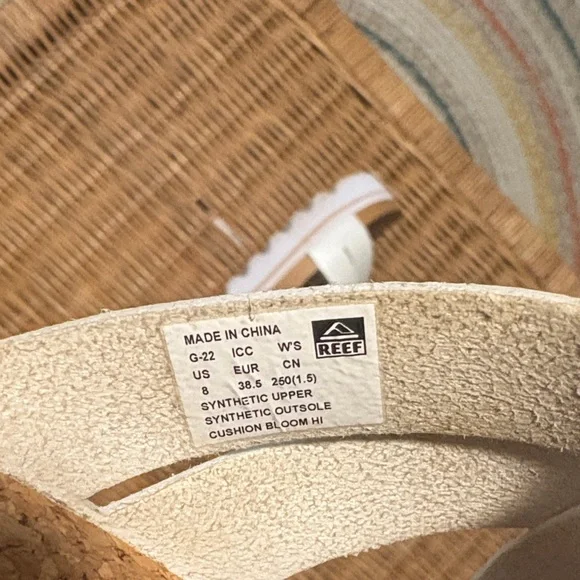 MADE IN CHINA
G-22 ICC W'S
US EUR CN
8 38.5 250(1.5)
SYNTHETIC UPPER
SYNTHETIC OUTSOLE
CUSHION BLOOM HI
REEF